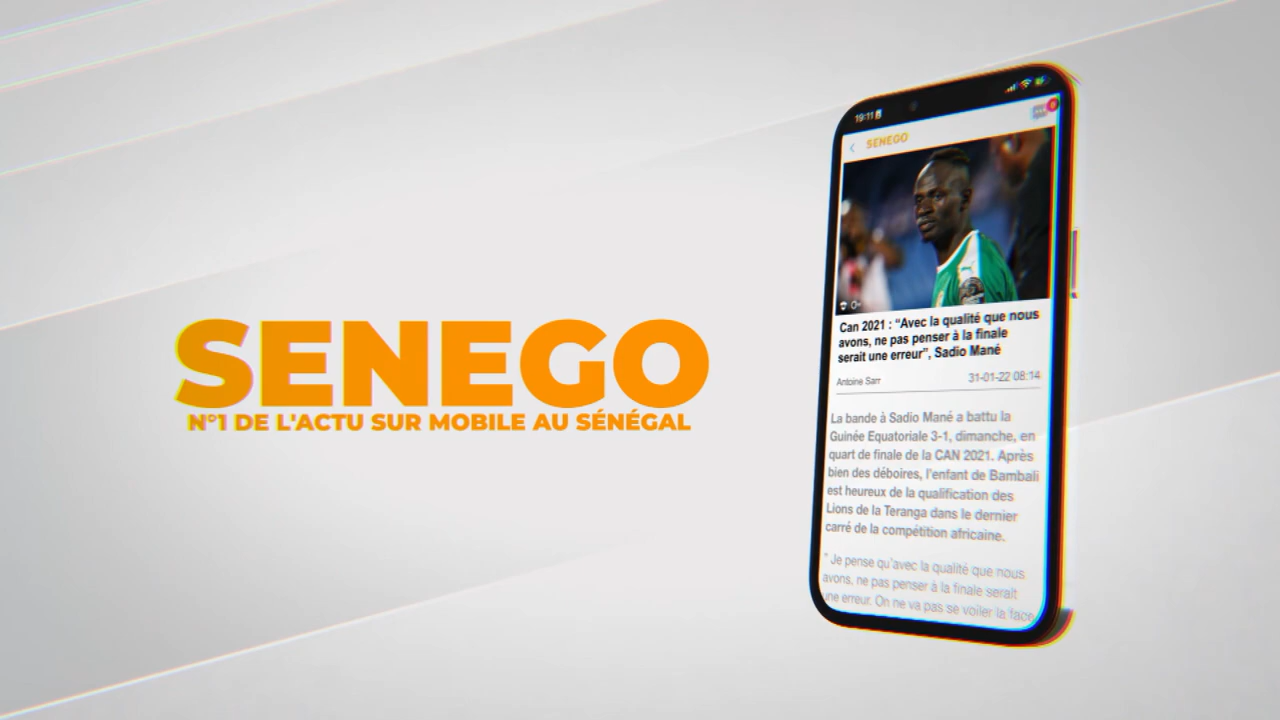 SENEGO
N°1 DE L'ACTU SUR MOBILE AU SÉNÉGAL
19:11
SENEGO
Can 2021 : “Avec la qualité que nous
avons, ne pas penser à la finale
serait une erreur”, Sadio Mané
Antoine Sarr 31-01-22 08:14
La bande à Sadio Mané a battu la
Guinée Equatoriale 3-1, dimanche, en
quart de finale de la CAN 2021. Après
bien des déboires, l'enfant de Bambali
est heureux de la qualification des
Lions de la Teranga dans le dernier
carré de la compétition africaine.
" Je pense qu'avec la qualité que nous
avons, ne pas penser à la finale serait
une erreur. On ne va pas se voiler la face